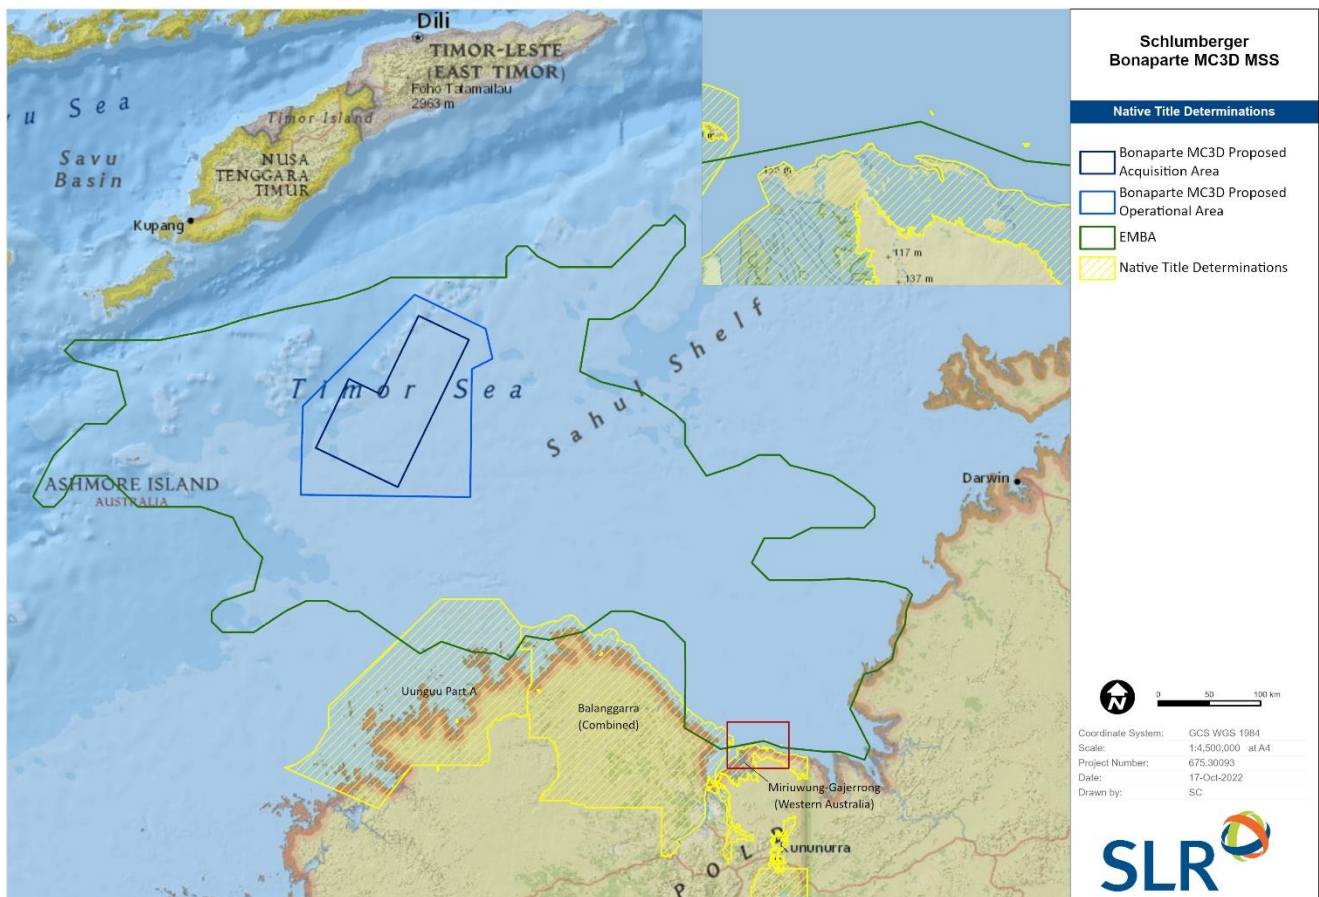 Dili
TIMOR-LESTE
(EAST TIMOR)
Foho Tatamailau
2963 m
Sea
Timor Island
Savu
Basin
NUSA
TENGGARA
TIMUR
Kupang
Timor Sea
Sahul Shelf
ASHMORE ISLAND
AUSTRALIA
Darwin
Uunguu Part A
Balanggarra
(Combined)
Miriuwung-Gajerrong
(Western Australia)
Kununurra
117 m
137 m
Schlumberger
Bonaparte MC3D MSS
Native Title Determinations
Bonaparte MC3D Proposed
Acquisition Area
Bonaparte MC3D Proposed
Operational Area
EMBA
Native Title Determinations
N
0 50 100 km
Coordinate System: GCS WGS 1984
Scale: 1:4,500,000 at A4
Project Number: 675.30093
Date: 17-Oct-2022
Drawn by: SC
SLR